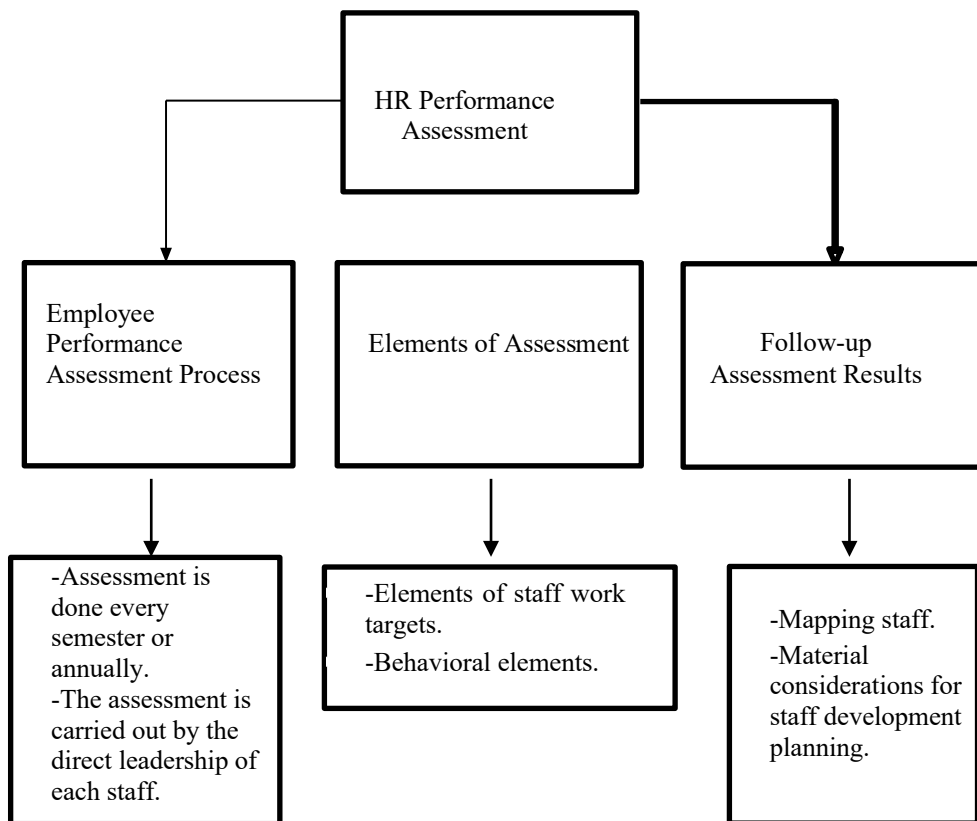 HR Performance
Assessment
Employee
Performance
Assessment Process
Elements of Assessment
Follow-up
Assessment Results
-Assessment is
done every
semester or
annually.
-The assessment is
carried out by the
direct leadership of
each staff.
-Elements of staff work
targets.
-Behavioral elements.
-Mapping staff.
-Material
considerations for
staff development
planning.